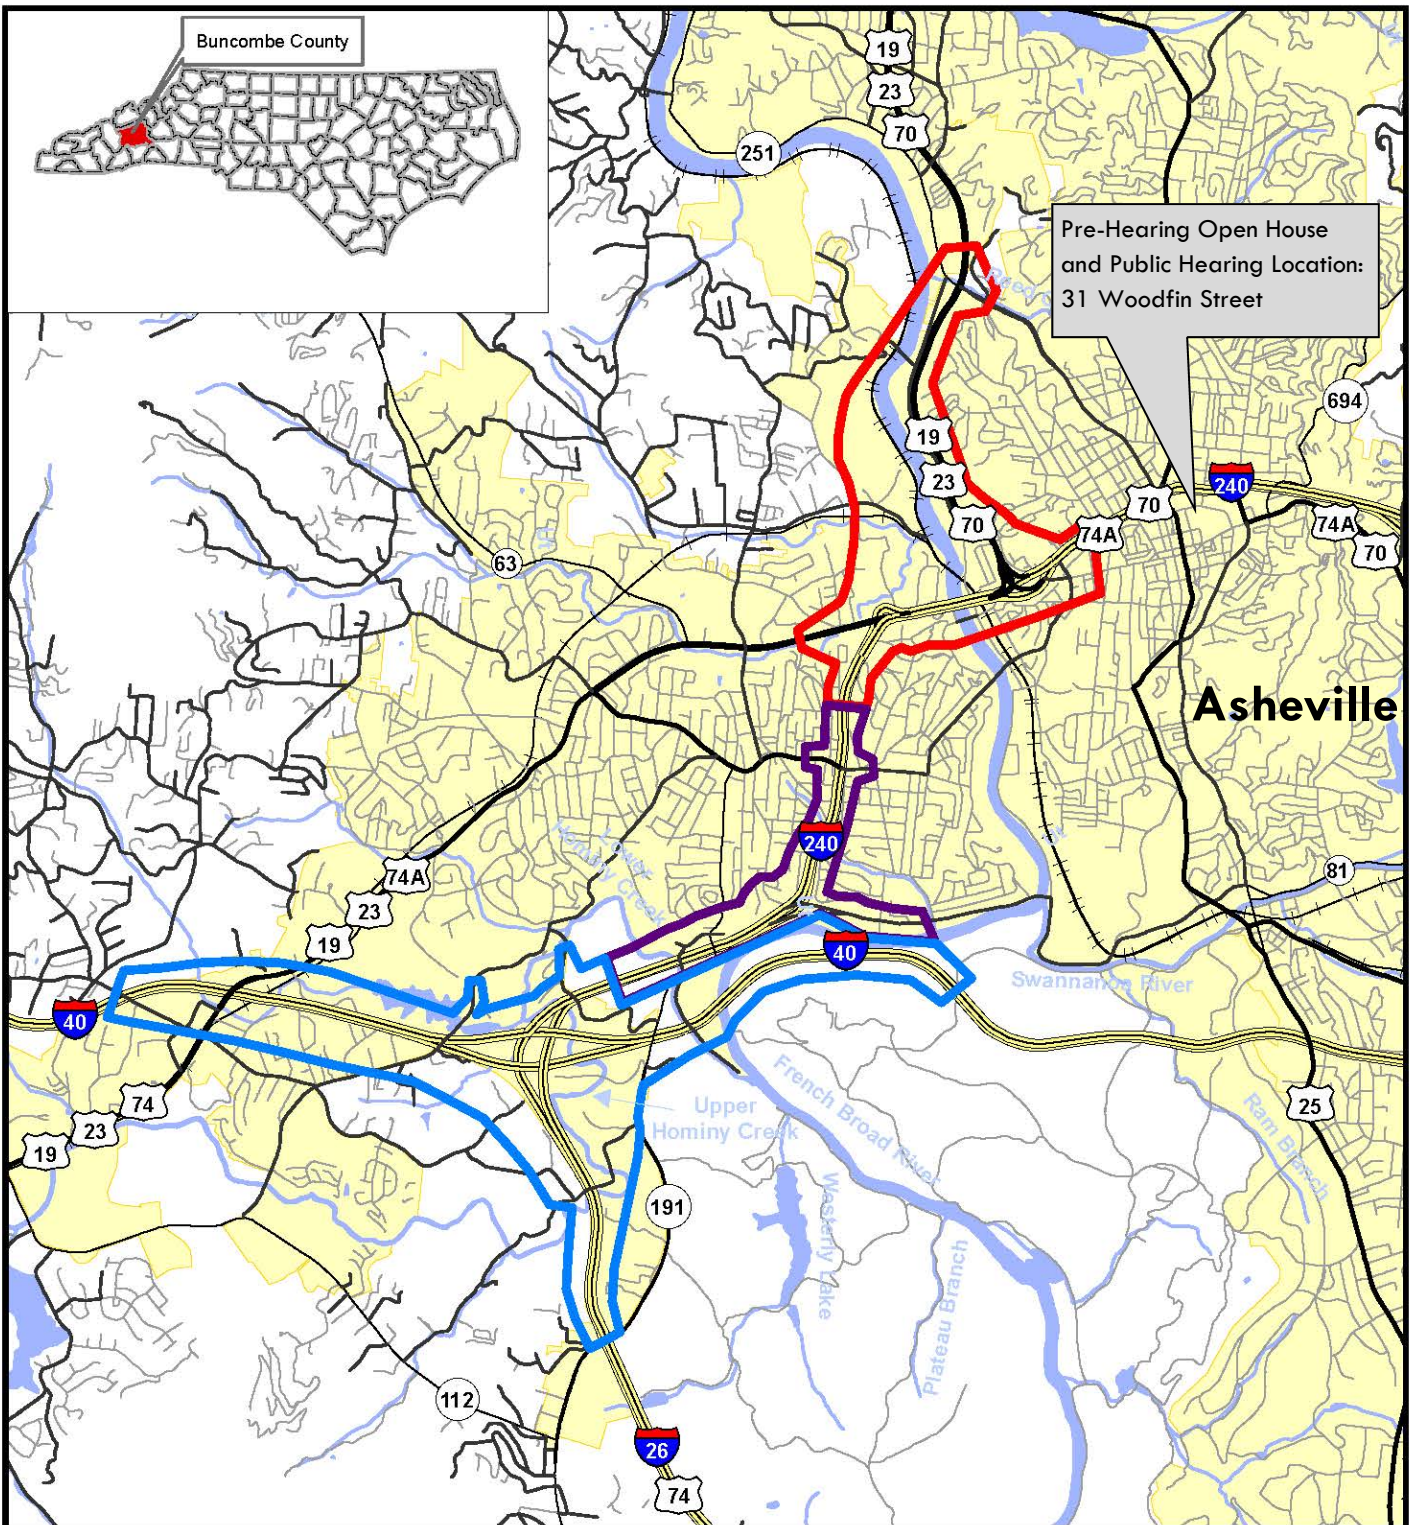 Buncombe County
19
23
70
251
Pre-Hearing Open House
and Public Hearing Location:
31 Woodfin Street
694
19
23
70
74A
70
240
74A
70
63
Asheville
240
Lower
Hominy Creek
74A
23
19
81
40
40
Swannanoa River
74
23
19
Upper
Hominy Creek
French Broad River
25
Ram Branch
191
Westerly Lake
Plateau Branch
112
26
74